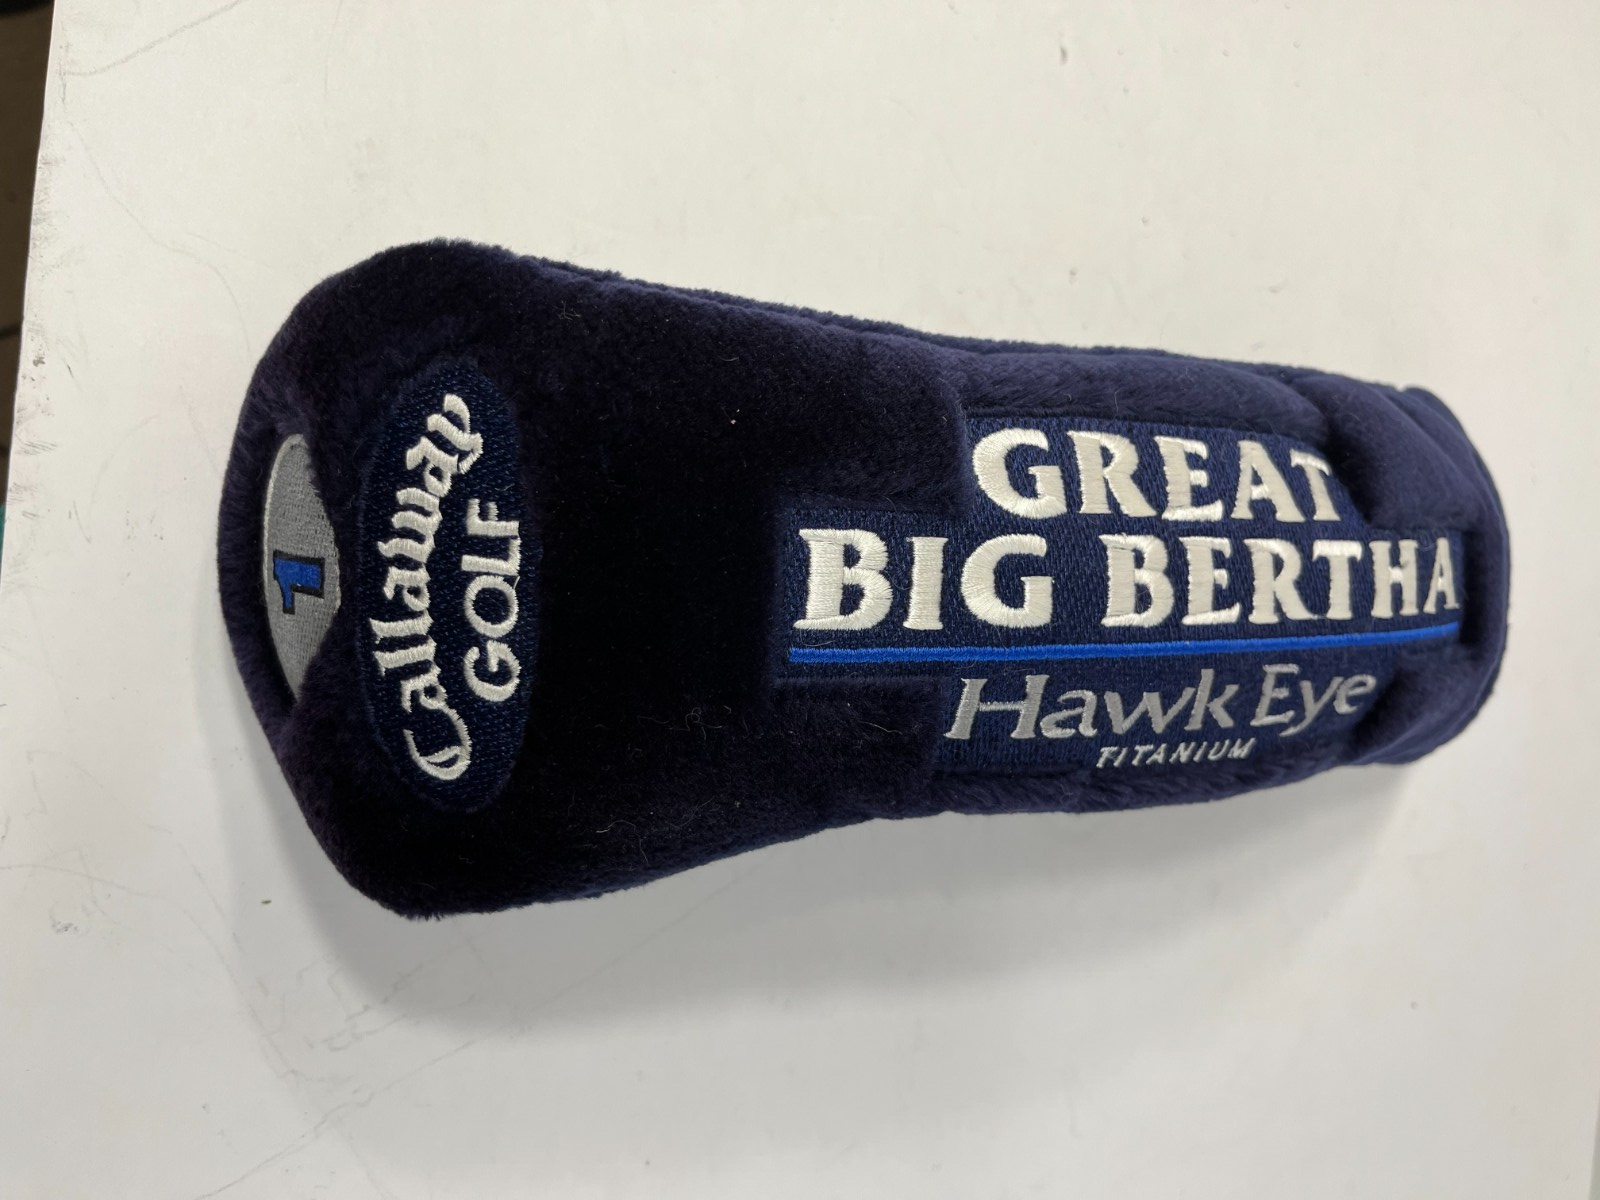 1
Callaway
GOLF
GREAT
BIG BERTHA
Hawk Eye
TITANIUM